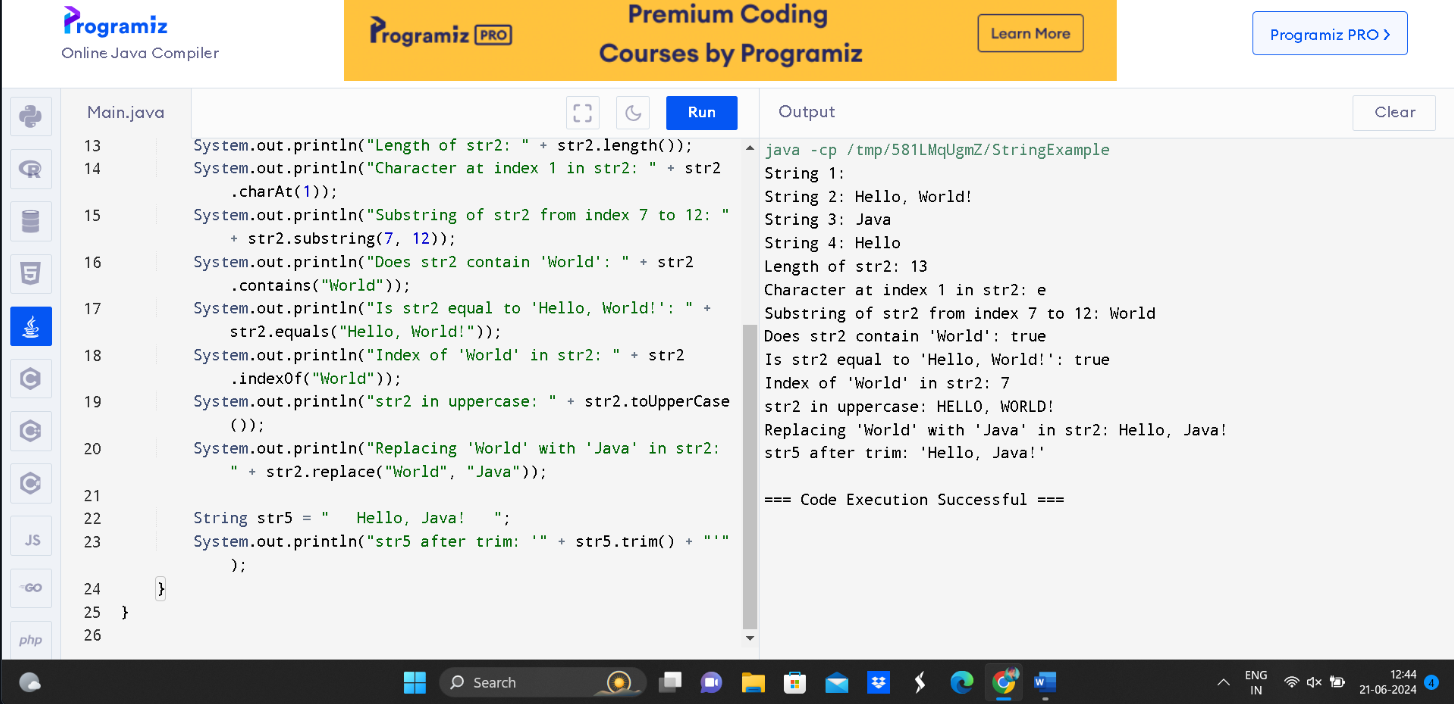 Programiz
Online Java Compiler
Programiz PRO
Premium Coding
Courses by Programiz
Learn More
Programiz PRO
Main.java
Run
Output
Clear
13 System.out.println("Length of str2: " + str2.length());
14 System.out.println("Character at index 1 in str2: " + str2
.charAt(1));
15 System.out.println("Substring of str2 from index 7 to 12: "
+ str2.substring(7, 12));
16 System.out.println("Does str2 contain 'World': " + str2
.contains("World"));
17 System.out.println("Is str2 equal to 'Hello, World!': " +
str2.equals("Hello, World!"));
18 System.out.println("Index of 'World' in str2: " + str2
.indexOf("World"));
19 System.out.println("str2 in uppercase: " + str2.toUpperCase
());
20 System.out.println("Replacing 'World' with 'Java' in str2:
" + str2.replace("World", "Java"));
21
22 String str5 = "   Hello, Java!   ";
23 System.out.println("str5 after trim: '" + str5.trim() + "'"
);
24 }
25 }
26
java -cp /tmp/581LMqUgmZ/StringExample
String 1:
String 2: Hello, World!
String 3: Java
String 4: Hello
Length of str2: 13
Character at index 1 in str2: e
Substring of str2 from index 7 to 12: World
Does str2 contain 'World': true
Is str2 equal to 'Hello, World!': true
Index of 'World' in str2: 7
str2 in uppercase: HELLO, WORLD!
Replacing 'World' with 'Java' in str2: Hello, Java!
str5 after trim: 'Hello, Java!'
=== Code Execution Successful ===
JS
GO
php
Search
ENG
IN
12:44
21-06-2024
4